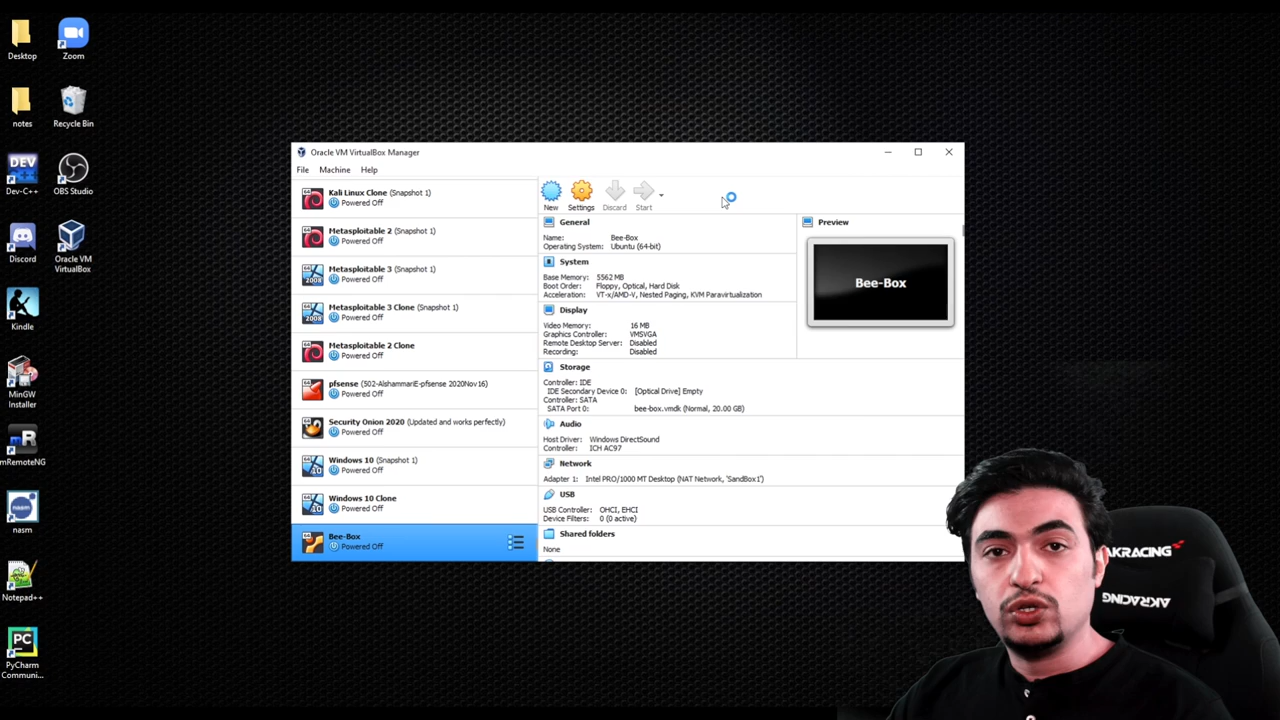 Desktop
Zoom
notes
Recycle Bin
DEV
Dev-C++
OBS Studio
Discord
Oracle VM
VirtualBox
Kindle
MinGW
Installer
mR
mRemoteNG
nasm
nasm
Notepad++
PC
PyCharm
Communi...
Oracle VM VirtualBox Manager
File Machine Help
Kali Linux Clone (Snapshot 1)
Powered Off
Metasploitable 2 (Snapshot 1)
Powered Off
Metasploitable 3 (Snapshot 1)
Powered Off
Metasploitable 3 Clone (Snapshot 1)
Powered Off
Metasploitable 2 Clone
Powered Off
pfsense (502-Alshammarie-pfsense 2020Nov16)
Powered Off
Security Onion 2020 (Updated and works perfectly)
Powered Off
Windows 10 (Snapshot 1)
Powered Off
Windows 10 Clone
Powered Off
Bee-Box
Powered Off
New Settings Discard Start
General
Name: Bee-Box
Operating System: Ubuntu (64-bit)
System
Base Memory: 5562 MB
Boot Order: Floppy, Optical, Hard Disk
Acceleration: VT-x/AMD-V, Nested Paging, KVM Paravirtualization
Display
Video Memory: 16 MB
Graphics Controller: VMSVGA
Remote Desktop Server: Disabled
Recording: Disabled
Storage
Controller: IDE
IDE Secondary Device 0: [Optical Drive] Empty
Controller: SATA
SATA Port 0: bee-box.vmdk (Normal, 20.00 GB)
Audio
Host Driver: Windows DirectSound
Controller: ICH AC97
Network
Adapter 1: Intel PRO/1000 MT Desktop (NAT Network, 'SandBox1')
USB
USB Controller: OHCI, EHCI
Device Filters: 0 (0 active)
Shared folders
None
Preview
Bee-Box
AKRACING
AKRACING